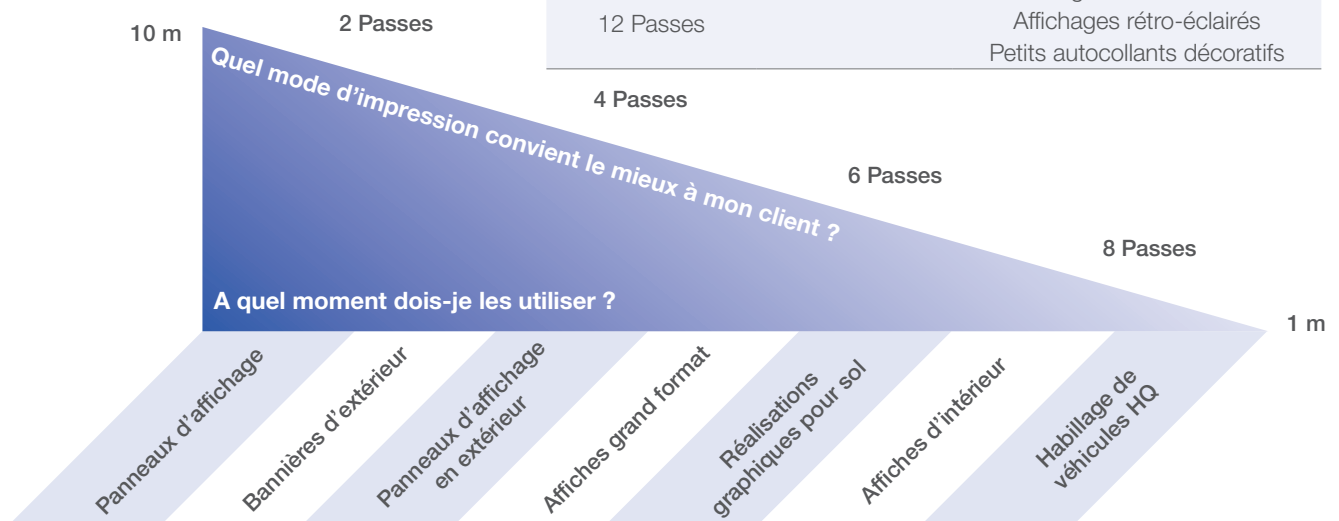 12 Passes
Affichages rétro-éclairés
Petits autocollants décoratifs
10 m
2 Passes
4 Passes
6 Passes
8 Passes
1 m
Quel mode d’impression convient le mieux à mon client ?
A quel moment dois-je les utiliser ?
Panneaux d’affichage
Bannières d’extérieur
Panneaux d’affichage
en extérieur
Affiches grand format
Réalisations
graphiques pour sol
Affiches d’intérieur
Habillage de
véhicules HQ